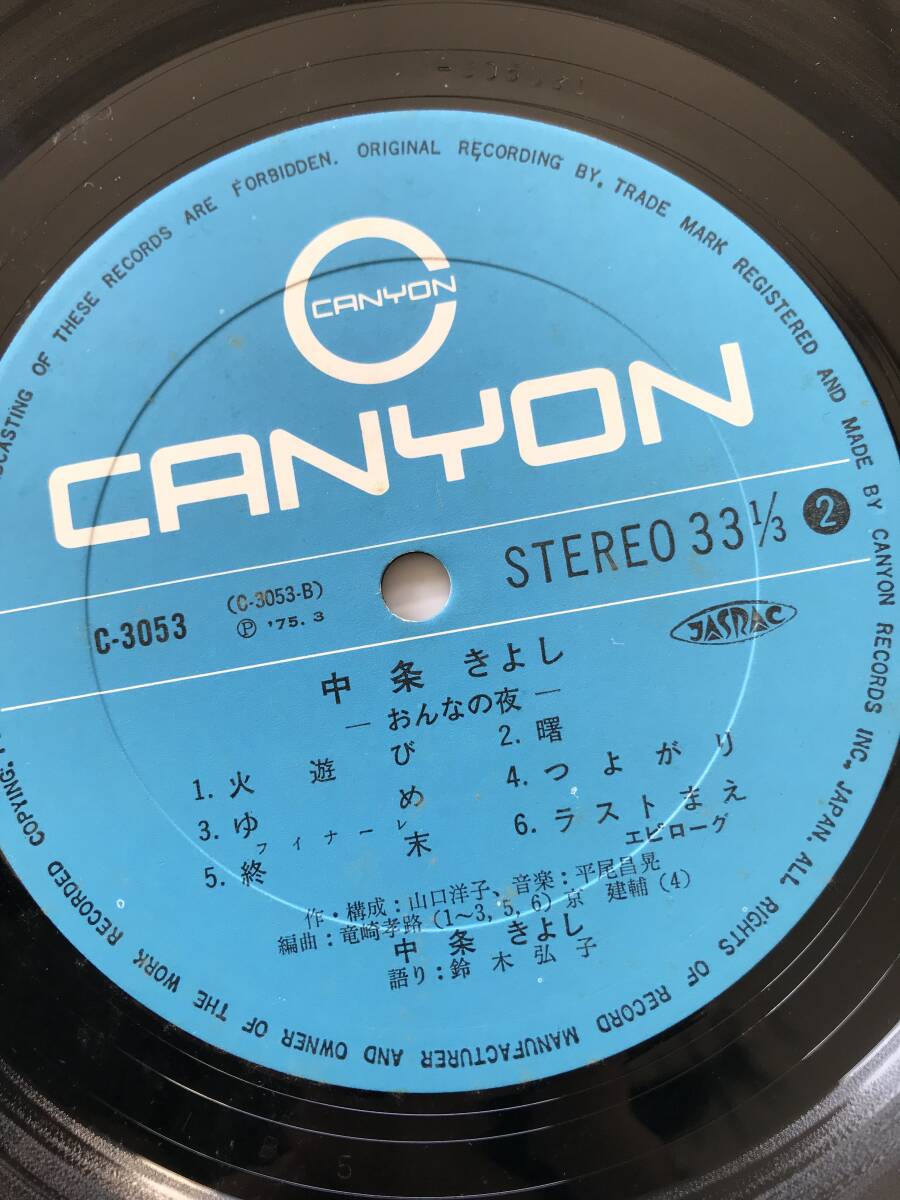 CASTING OF THESE RECORDS ARE FORBIDDEN. ORIGINAL RECORDING BY. TRADE MARK REGISTERED AND MADE BY CANYON RECORDS INC. JAPAN. ALL RIGHTS OF RECORD MANUFACTURER AND OWNER OF THE WORK RECORDED COPYING,
CANYON
CANYON
STEREO 33 1/3 2
C-3053
(C-3053-B)
Ⓟ '75. 3
JASRAC
中条 きよし
— おんなの夜 —
1. 火遊び 2. 曙
3. ゆめ 4. つよがり
フイナーレ
5. 終末 6. ラストまえ
エピローグ
作・構成：山口洋子、音楽：平尾昌晃
編曲：竜崎孝路 (1〜3, 5, 6) 京 建輔 (4)
中条 きよし
語り：鈴木弘子
5